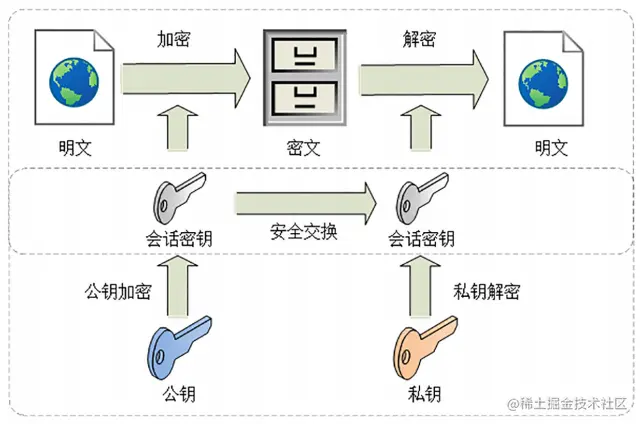 加密
解密
明文
密文
明文
会话密钥
安全交换
会话密钥
公钥加密
私钥解密
公钥
私钥
@稀土掘金技术社区